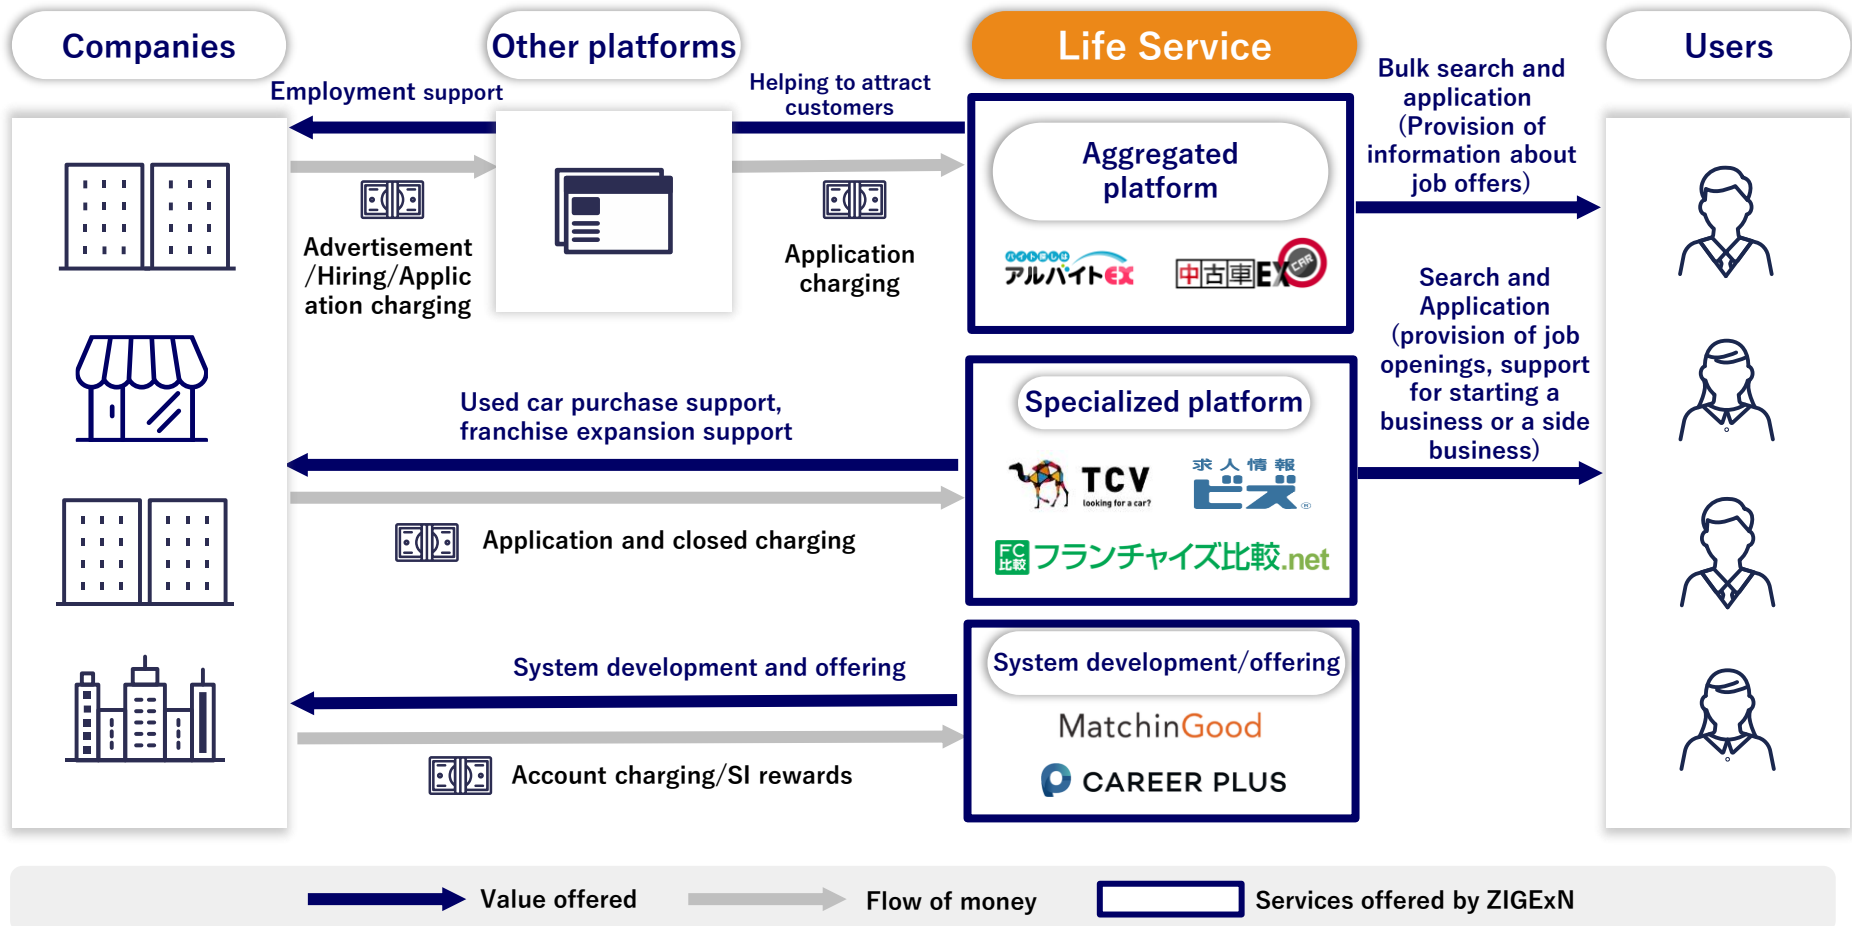 Companies
Other platforms
Life Service
Users
Employment support
Helping to attract
customers
Bulk search and
application
(Provision of
information about
job offers)
Aggregated
platform
Advertisement
/Hiring/Applic
ation charging
Application
charging
バイト探しは
アルバイトEX
中古車EX
CAR
Search and
Application
(provision of job
openings, support
for starting a
business or a side
business)
Used car purchase support,
franchise expansion support
Specialized platform
TCV
looking for a car?
求人情報
ビズ®
Application and closed charging
FC
比較
フランチャイズ比較.net
System development and offering
System development/offering
MatchinGood
Account charging/SI rewards
CAREER PLUS
Value offered
Flow of money
Services offered by ZIGExN